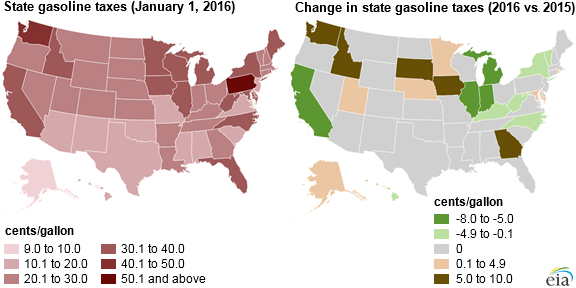 State gasoline taxes (January 1, 2016)
Change in state gasoline taxes (2016 vs. 2015)
cents/gallon
9.0 to 10.0
10.1 to 20.0
20.1 to 30.0
30.1 to 40.0
40.1 to 50.0
50.1 and above
cents/gallon
-8.0 to -5.0
-4.9 to -0.1
0
0.1 to 4.9
5.0 to 10.0
eia